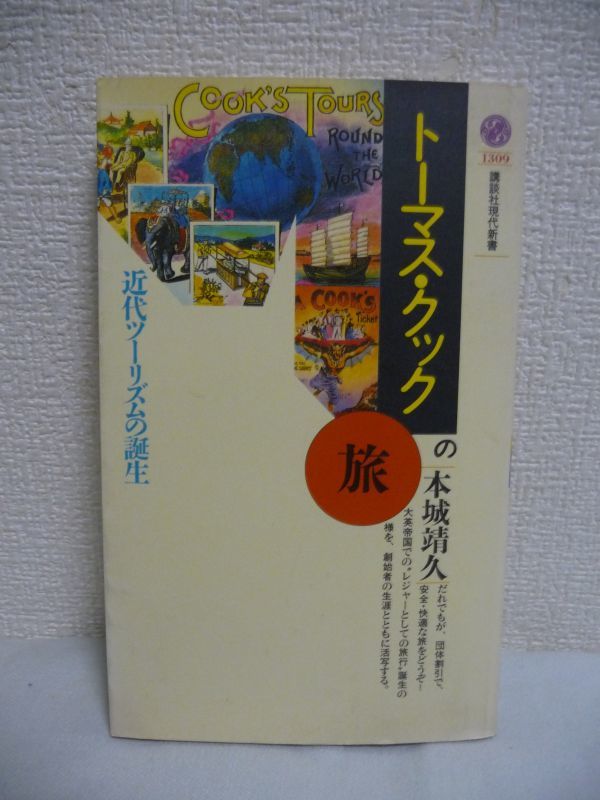 1309
講談社現代新書
トーマス・クック
の
旅
本城靖久
だれでもが、団体割引で、
安全・快適な旅をどうぞ！
大英帝国での“レジャーとしての旅行”誕生の
様を、創始者の生涯とともに活写する。
近代ツーリズムの誕生
COOK'S TOURS
ROUND
THE
WORLD
COOK'S
Ticket